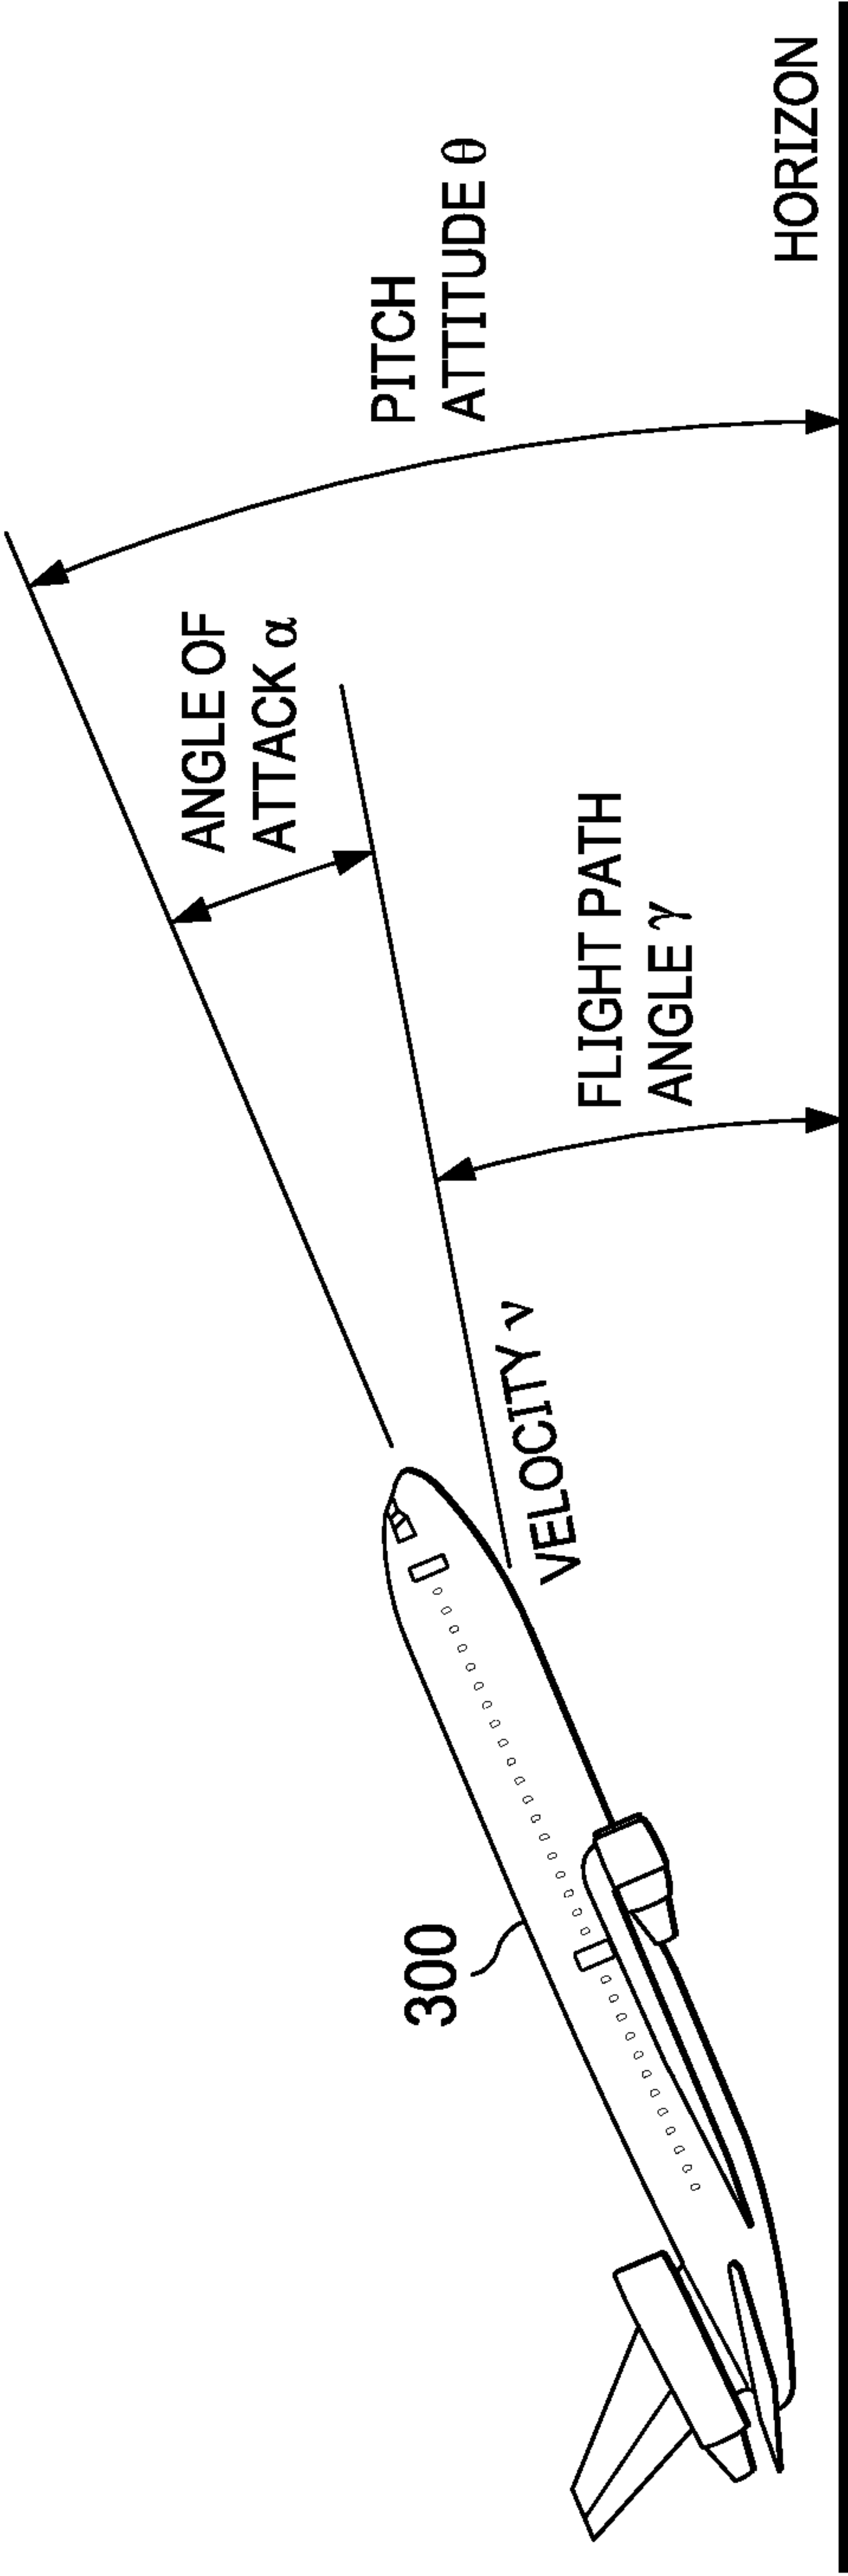 300
VELOCITY ν
FLIGHT PATH
ANGLE γ
ANGLE OF
ATTACK α
PITCH
ATTITUDE θ
HORIZON